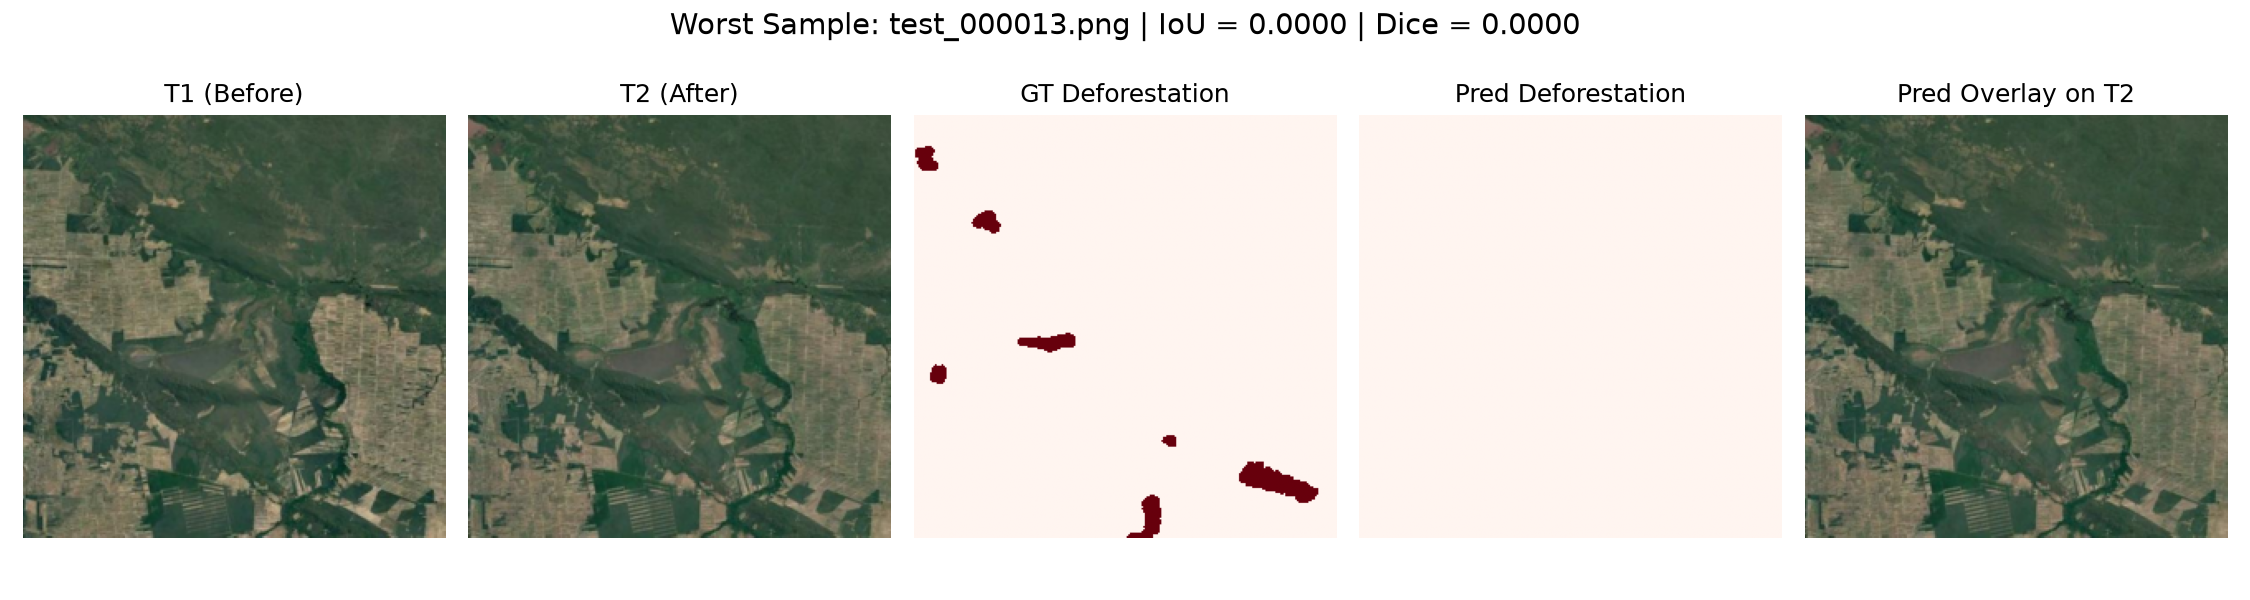 Worst Sample: test_000013.png | IoU = 0.0000 | Dice = 0.0000
T1 (Before)
T2 (After)
GT Deforestation
Pred Deforestation
Pred Overlay on T2